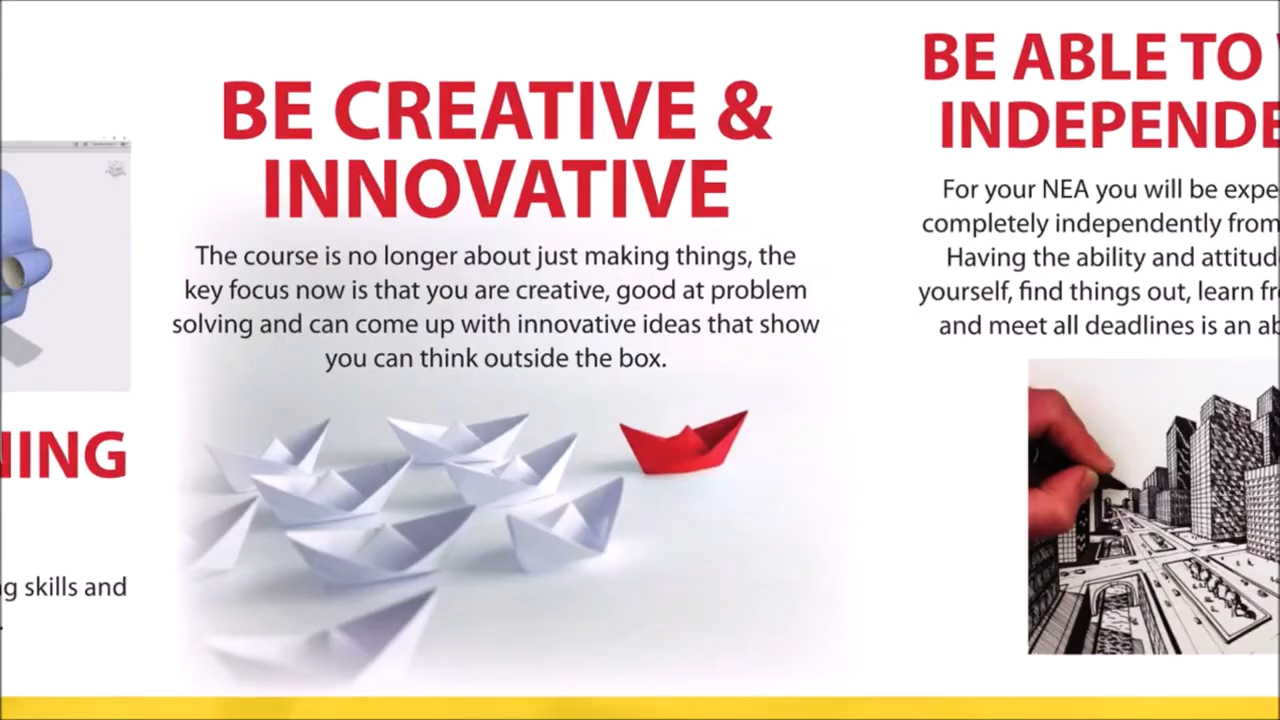 NING
g skills and
BE CREATIVE &
INNOVATIVE
The course is no longer about just making things, the
key focus now is that you are creative, good at problem
solving and can come up with innovative ideas that show
you can think outside the box.
BE ABLE TO
INDEPENDE
For your NEA you will be expe
completely independently from
Having the ability and attitud
yourself, find things out, learn fr
and meet all deadlines is an ab